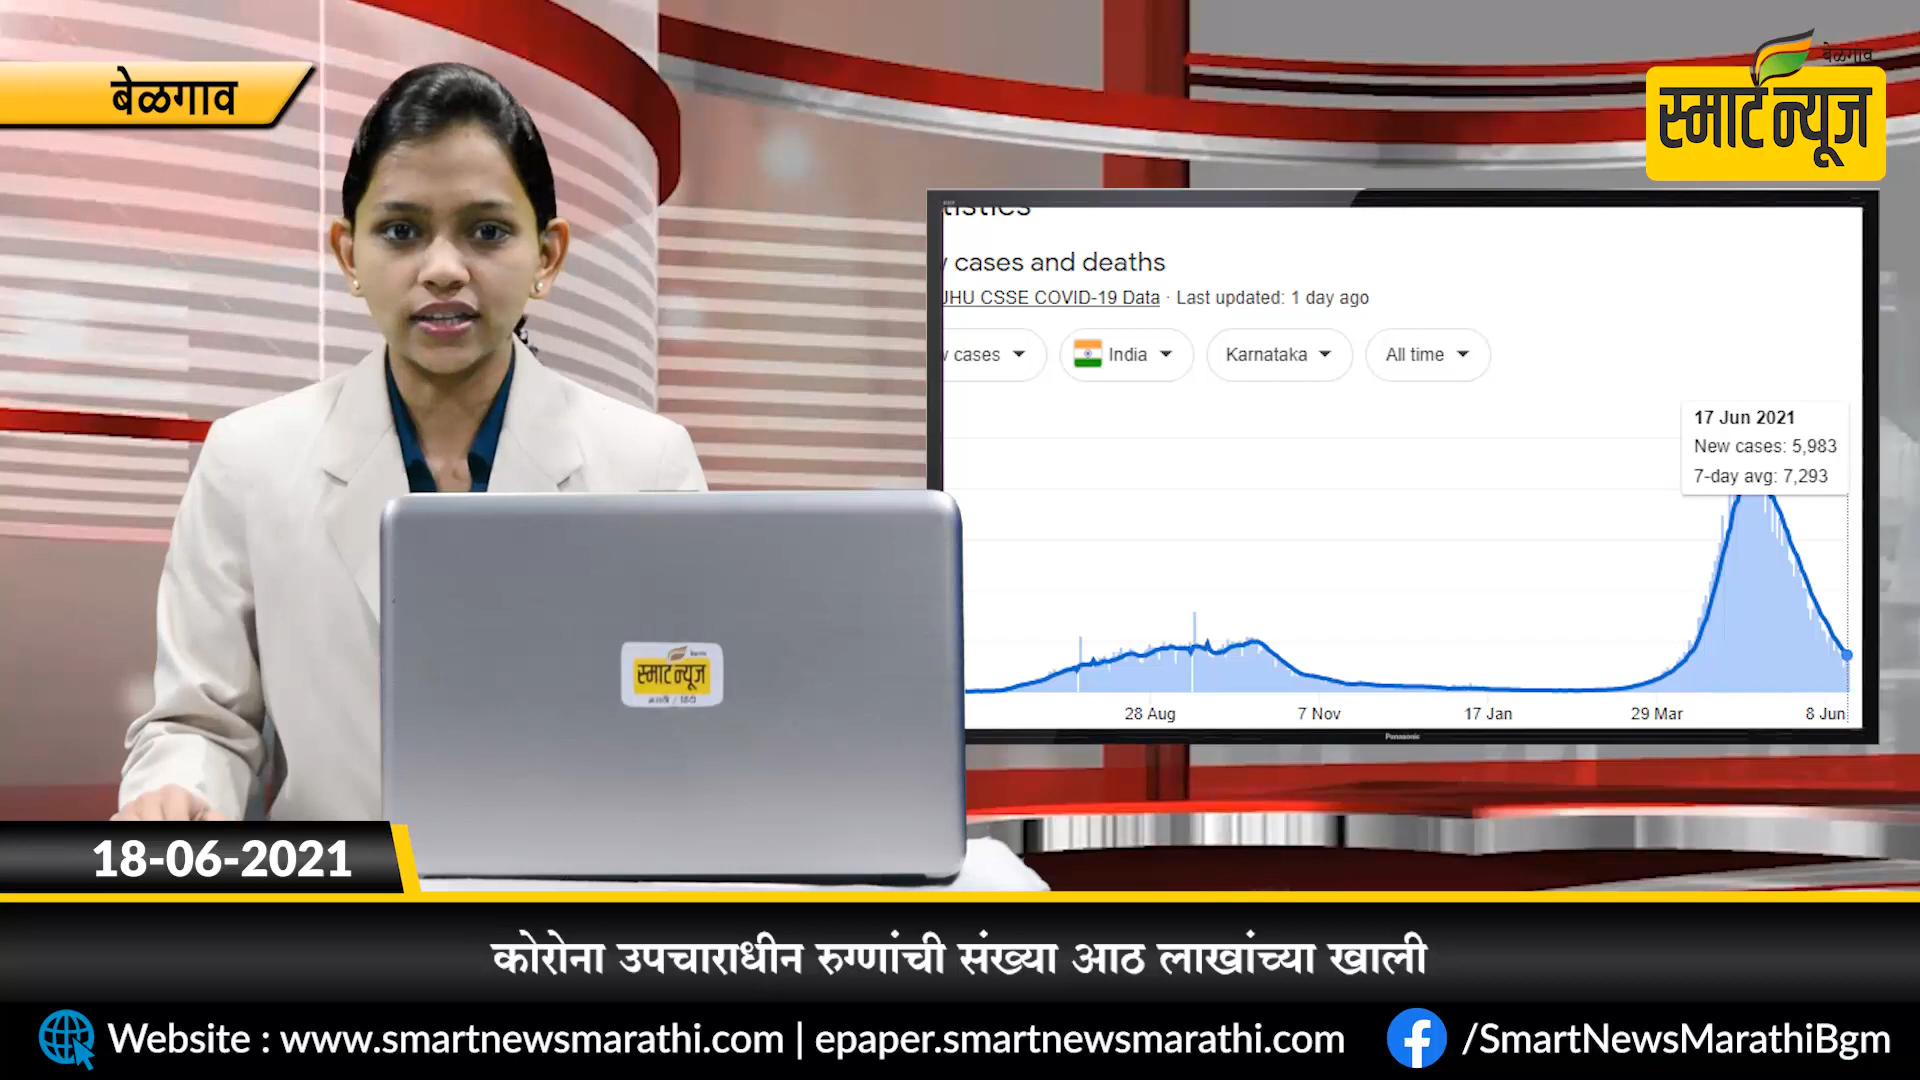 बेळगाव
बेळगाव
स्मार्ट न्यूज
cases and deaths
JHU CSSE COVID-19 Data · Last updated: 1 day ago
cases
India
Karnataka
All time
17 Jun 2021
New cases: 5,983
7-day avg: 7,293
28 Aug
7 Nov
17 Jan
29 Mar
8 Jun
Panasonic
स्मार्ट न्यूज
18-06-2021
कोरोना उपचाराधीन रुग्णांची संख्या आठ लाखांच्या खाली
Website : www.smartnewsmarathi.com | epaper.smartnewsmarathi.com
/SmartNewsMarathiBgm